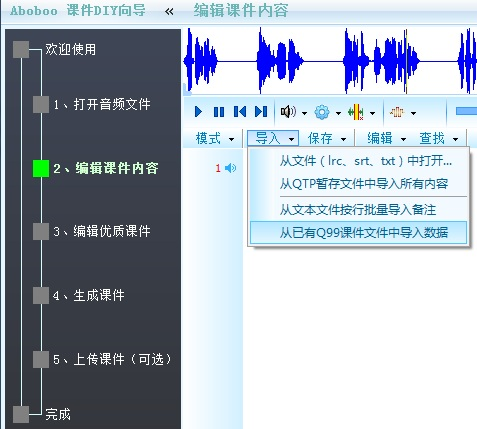 Aboboo 课件DIY向导 « 编辑课件内容
欢迎使用
1、打开音频文件
2、编辑课件内容
3、编辑优质课件
4、生成课件
5、上传课件（可选）
完成
模式 导入 保存 编辑 查找
1
从文件（lrc、srt、txt）中打开...
从QTP暂存文件中导入所有内容
从文本文件按行批量导入备注
从已有Q99课件文件中导入数据